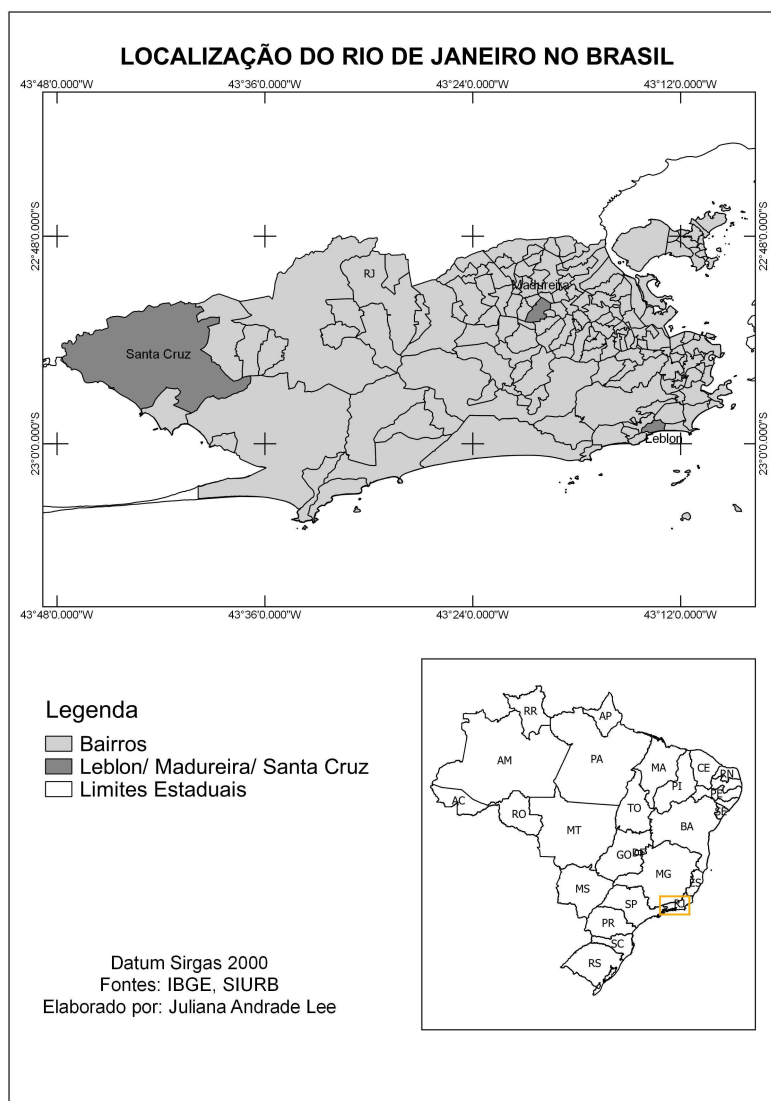 LOCALIZAÇÃO DO RIO DE JANEIRO NO BRASIL
43°48'0.000"W 43°36'0.000"W 43°24'0.000"W 43°12'0.000"W
22°48'0.000"S 22°48'0.000"S
RJ
Madureira
Santa Cruz
Leblon
23°0'0.000"S 23°0'0.000"S
43°48'0.000"W 43°36'0.000"W 43°24'0.000"W 43°12'0.000"W
Legenda
Bairros
Leblon/ Madureira/ Santa Cruz
Limites Estaduais
RR AP
AM PA MA CE
RN
PI PE
AC RO TO SE
MT BA
GO DF
MG
MS ES
SP RJ
PR
SC
RS
Datum Sirgas 2000
Fontes: IBGE, SIURB
Elaborado por: Juliana Andrade Lee